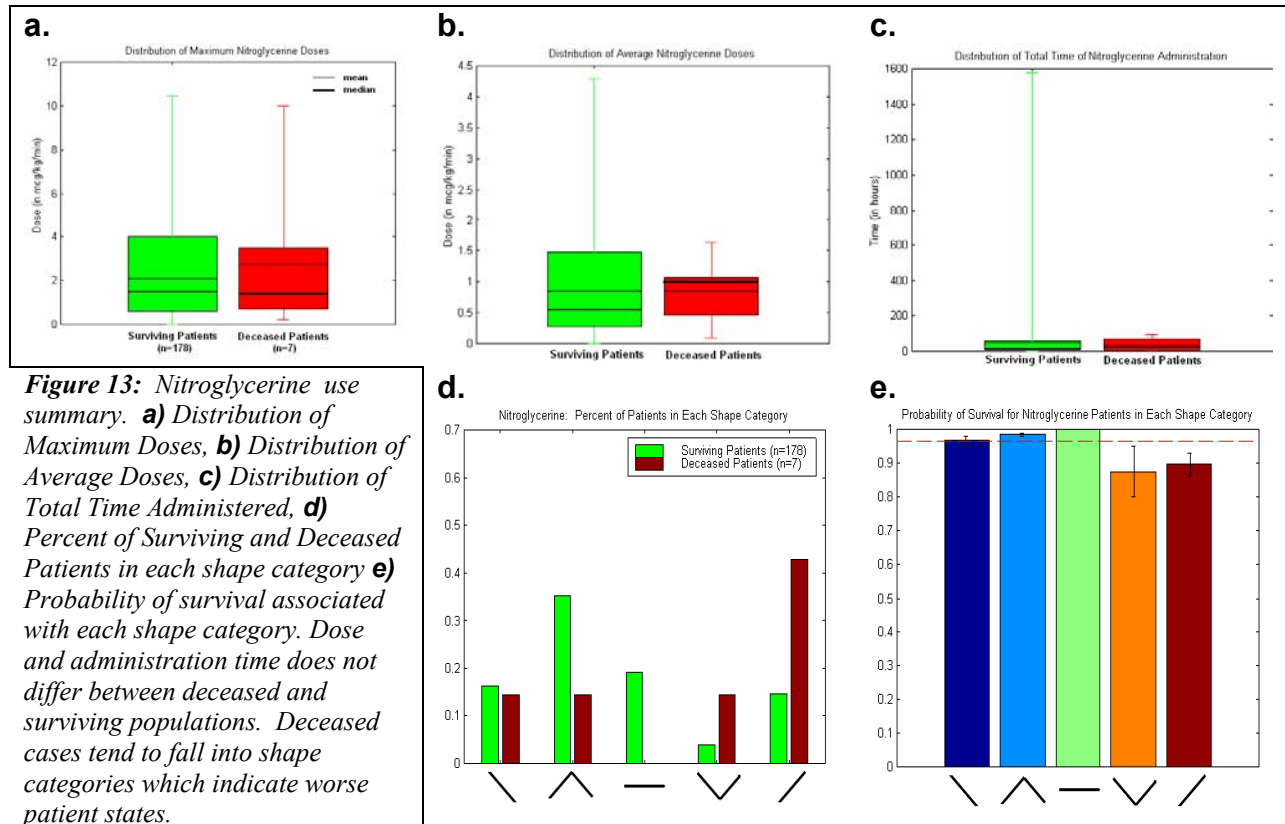 a.
Distribution of Maximum Nitroglycerine Doses
12
10
8
6
4
2
0
Dose (in mcg/kg/min)
mean
median
Surviving Patients
(n=178)
Deceased Patients
(n=7)
b.
Distribution of Average Nitroglycerine Doses
4.5
4
3.5
3
2.5
2
1.5
1
0.5
0
Dose (in mcg/kg/min)
Surviving Patients
Deceased Patients
c.
Distribution of Total Time of Nitroglycerine Administration
1600
1400
1200
1000
800
600
400
200
0
Time (in hours)
Surviving Patients
Deceased Patients
Figure 13: Nitroglycerine use
summary. a) Distribution of
Maximum Doses, b) Distribution of
Average Doses, c) Distribution of
Total Time Administered, d)
Percent of Surviving and Deceased
Patients in each shape category e)
Probability of survival associated
with each shape category. Dose
and administration time does not
differ between deceased and
surviving populations. Deceased
cases tend to fall into shape
categories which indicate worse
patient states.
d.
Nitroglycerine: Percent of Patients in Each Shape Category
0.7
0.6
0.5
0.4
0.3
0.2
0.1
0
Surviving Patients (n=178)
Deceased Patients (n=7)
e.
Probability of Survival for Nitroglycerine Patients in Each Shape Category
1
0.9
0.8
0.7
0.6
0.5
0.4
0.3
0.2
0.1
0